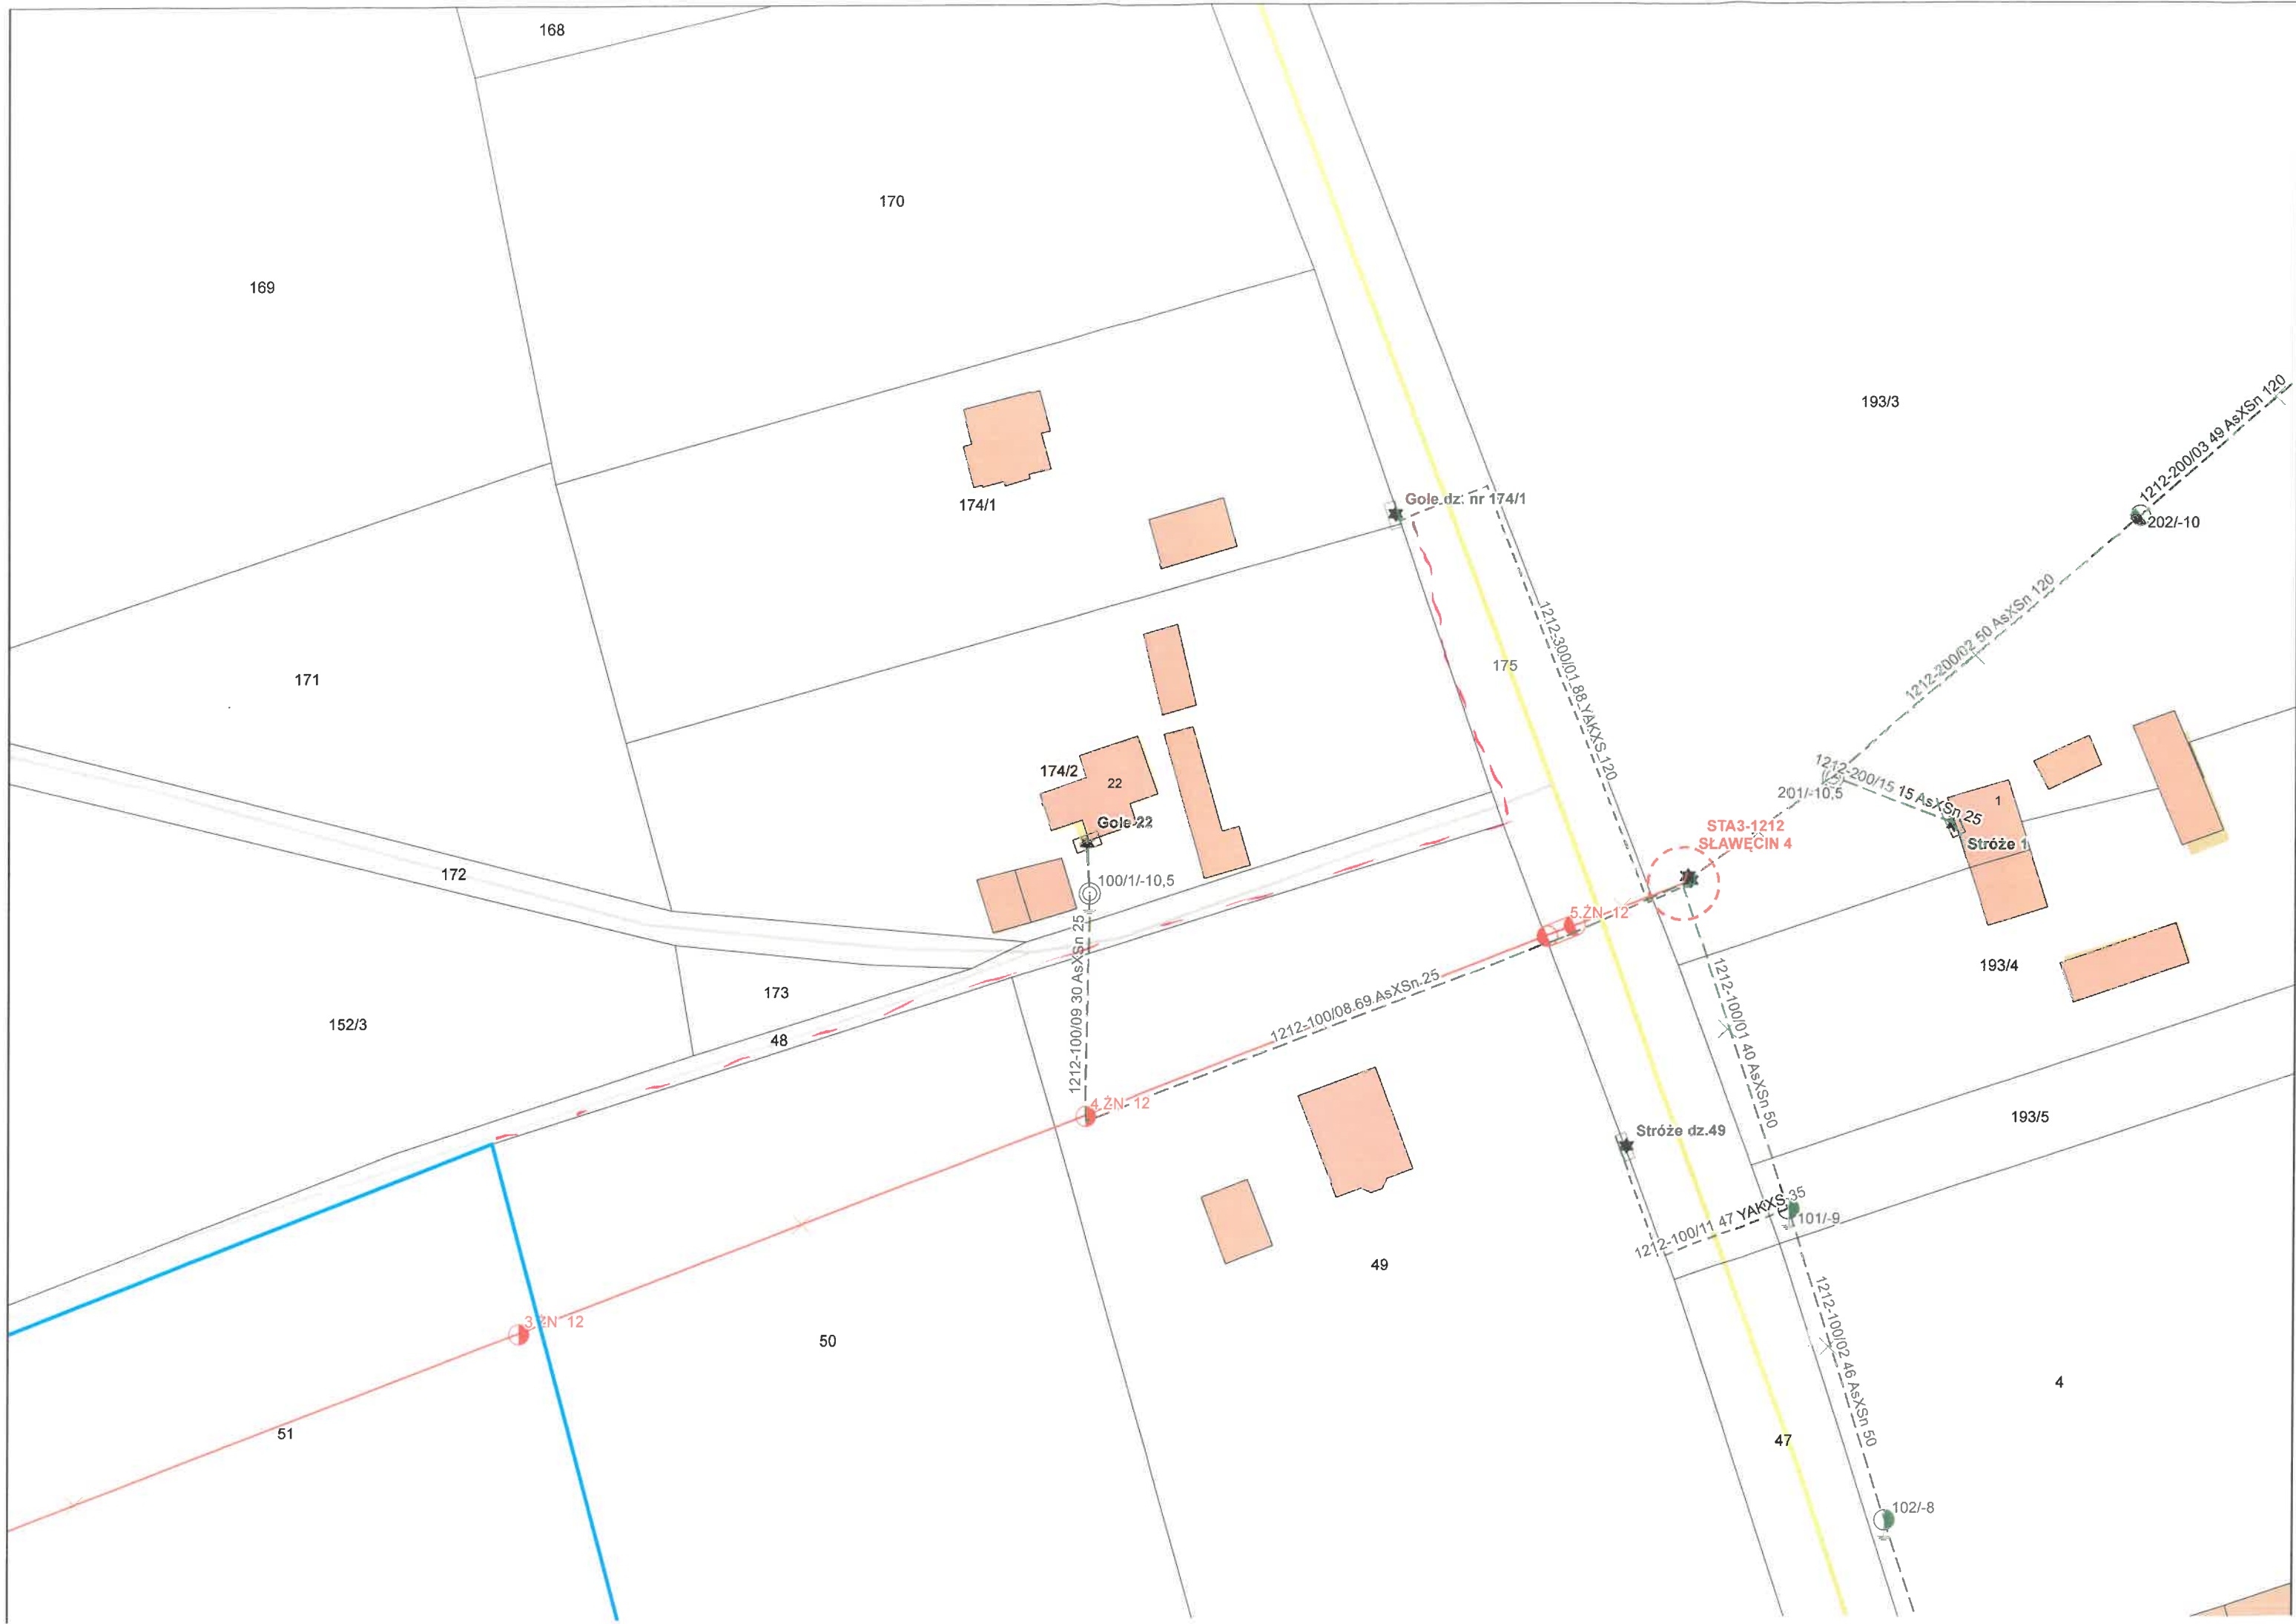 168
170
169
193/3
1212-200/03 49 AsXSn 120
174/1
Gole dz. nr 174/1
202/-10
1212-200/02 50 AsXSn 120
1212-300/01 88 YAKXS 120
175
171
174/2
22
1212-200/15 15 AsXSn 25
201/-10,5
1
Gole 22
STA3-1212
SŁAWĘCIN 4
Stróże 1
172
100/1/-10,5
5.ŻN-12
193/4
173
1212-100/09 30 AsXSn 25
1212-100/08 69 AsXSn 25
1212-100/01 40 AsXSn 50
152/3
48
4.ŻN-12
193/5
Stróże dz.49
1212-100/11 47 YAKXS 35
101/-9
49
3.ŻN-12
50
1212-100/02 46 AsXSn 50
4
51
47
102/-8